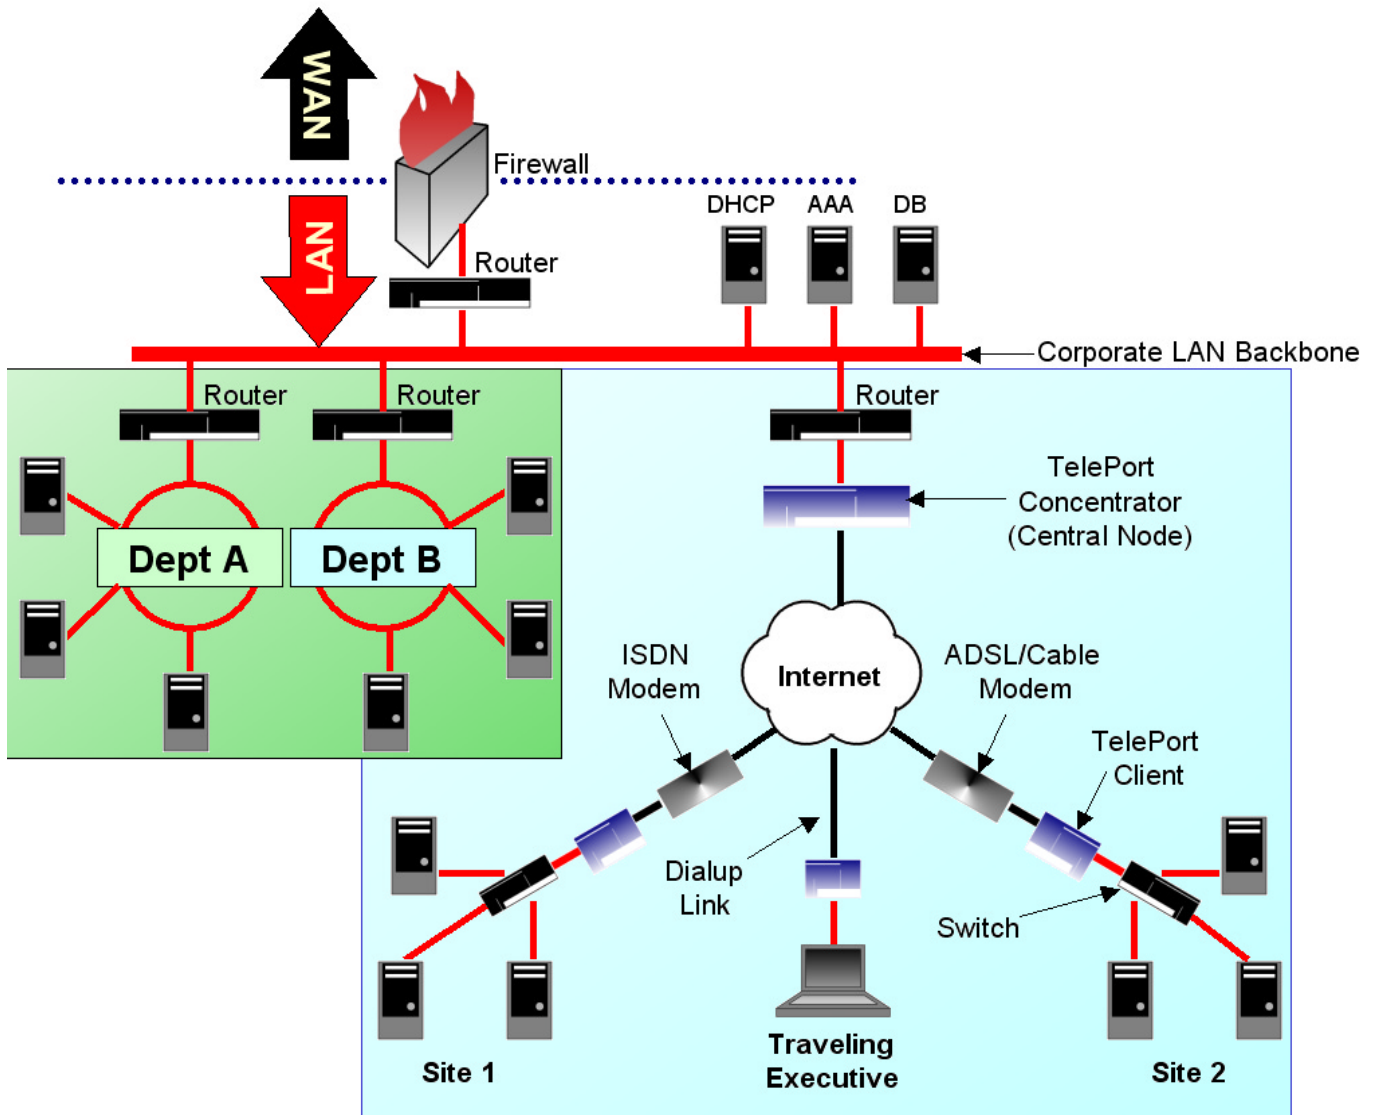 WAN
Firewall
LAN
DHCP
AAA
DB
Router
Corporate LAN Backbone
Router
Router
Router
TelePort
Concentrator
(Central Node)
Dept A
Dept B
ISDN
Modem
Internet
ADSL/Cable
Modem
TelePort
Client
Dialup
Link
Switch
Traveling
Executive
Site 1
Site 2